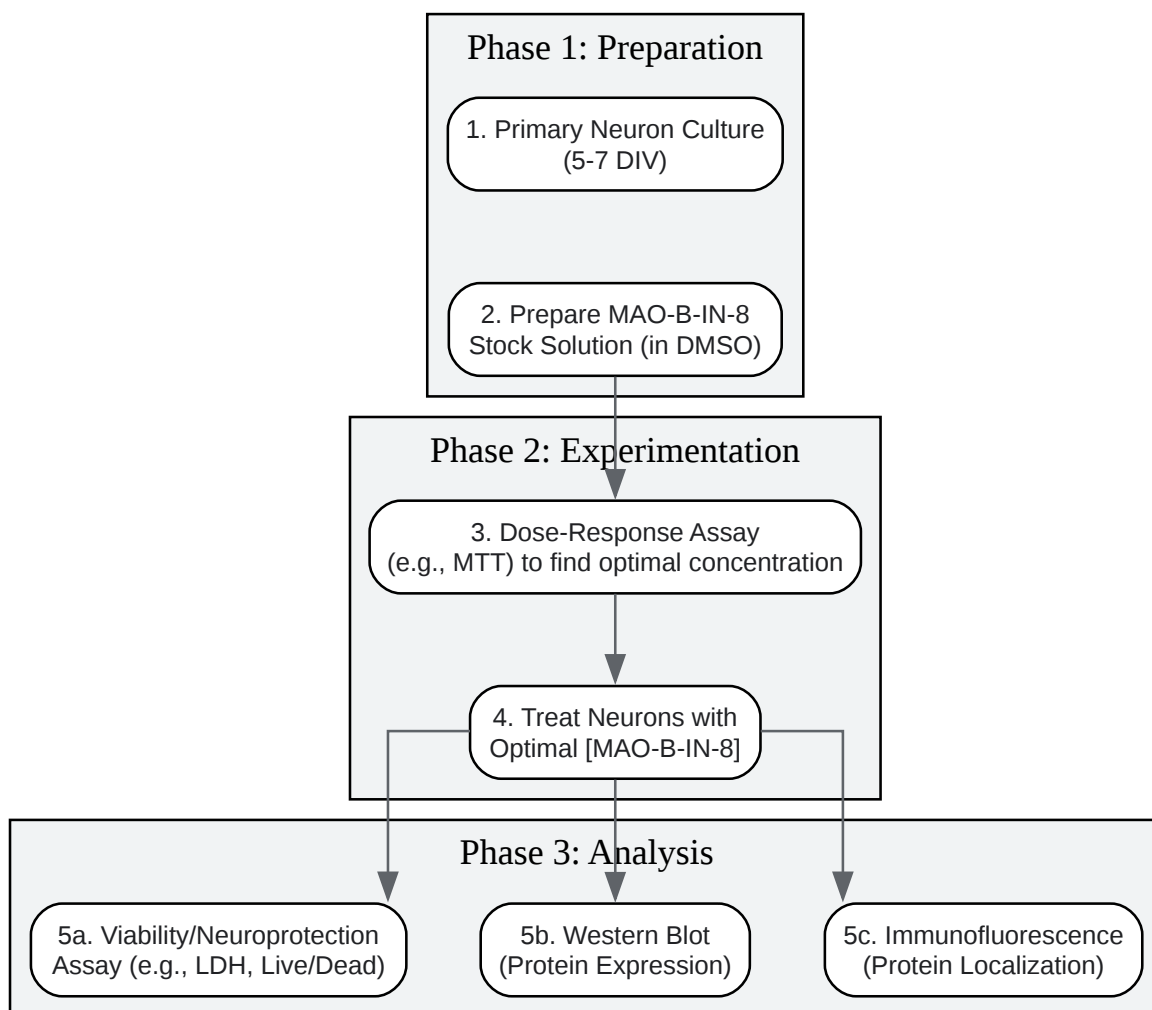 Phase 1: Preparation
1. Primary Neuron Culture
(5-7 DIV)
2. Prepare MAO-B-IN-8
Stock Solution (in DMSO)
Phase 2: Experimentation
3. Dose-Response Assay
(e.g., MTT) to find optimal concentration
4. Treat Neurons with
Optimal [MAO-B-IN-8]
Phase 3: Analysis
5a. Viability/Neuroprotection
Assay (e.g., LDH, Live/Dead)
5b. Western Blot
(Protein Expression)
5c. Immunofluorescence
(Protein Localization)